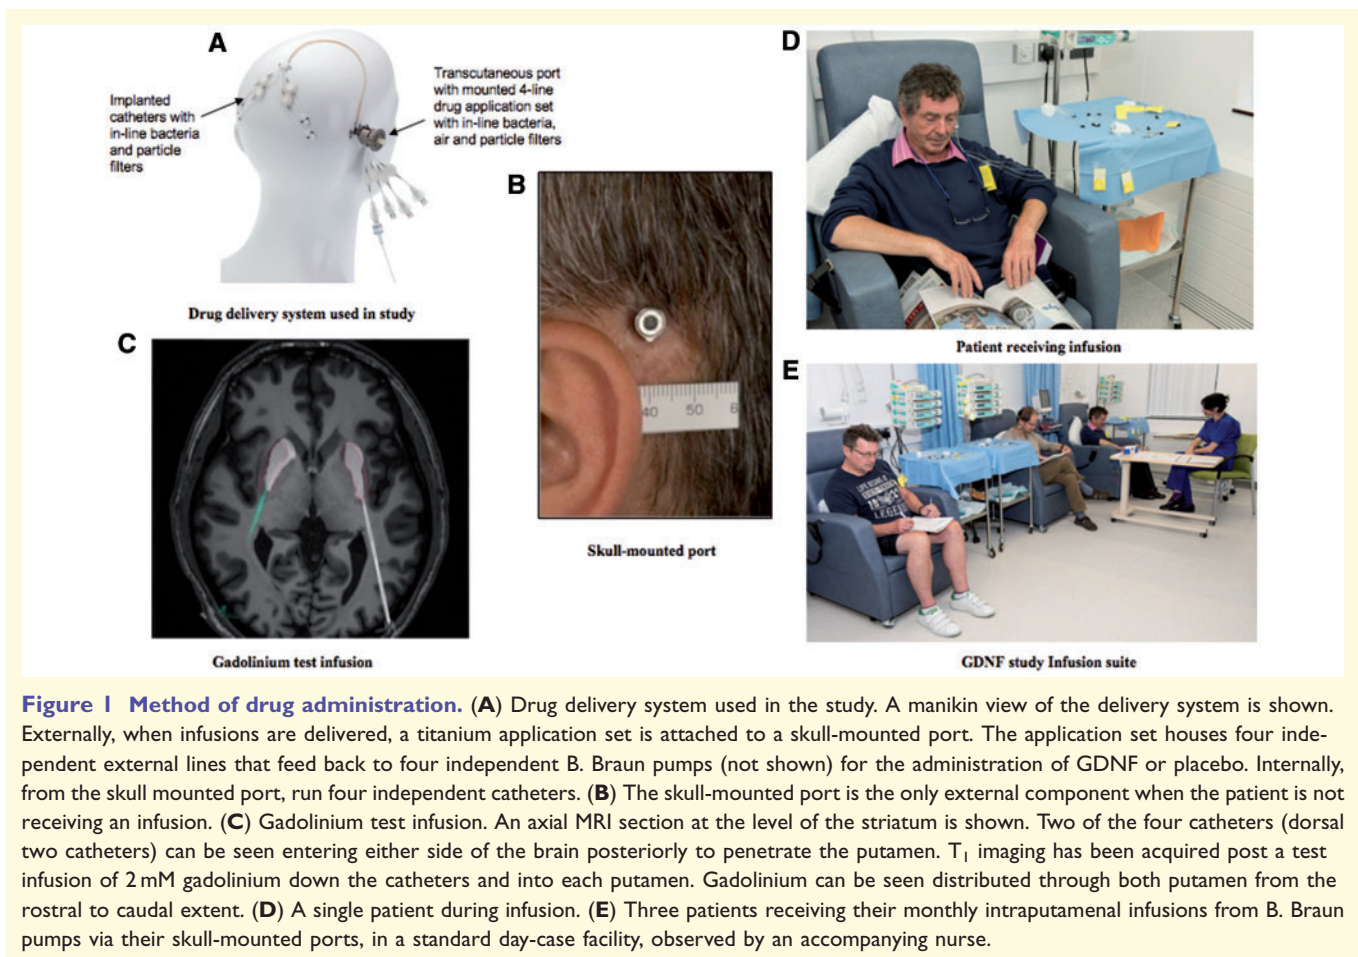 A
Implanted
catheters with
in-line bacteria
and particle
filters
Transcutaneous port
with mounted 4-line
drug application set
with in-line bacteria,
air and particle filters
Drug delivery system used in study
B
40 50 6
Skull-mounted port
C
Gadolinium test infusion
D
Patient receiving infusion
E
LEGEND
GDNF study Infusion suite
Figure 1 Method of drug administration. (A) Drug delivery system used in the study. A manikin view of the delivery system is shown.
Externally, when infusions are delivered, a titanium application set is attached to a skull-mounted port. The application set houses four inde-
pendent external lines that feed back to four independent B. Braun pumps (not shown) for the administration of GDNF or placebo. Internally,
from the skull mounted port, run four independent catheters. (B) The skull-mounted port is the only external component when the patient is not
receiving an infusion. (C) Gadolinium test infusion. An axial MRI section at the level of the striatum is shown. Two of the four catheters (dorsal
two catheters) can be seen entering either side of the brain posteriorly to penetrate the putamen. T₁ imaging has been acquired post a test
infusion of 2 mM gadolinium down the catheters and into each putamen. Gadolinium can be seen distributed through both putamen from the
rostral to caudal extent. (D) A single patient during infusion. (E) Three patients receiving their monthly intraputamenal infusions from B. Braun
pumps via their skull-mounted ports, in a standard day-case facility, observed by an accompanying nurse.